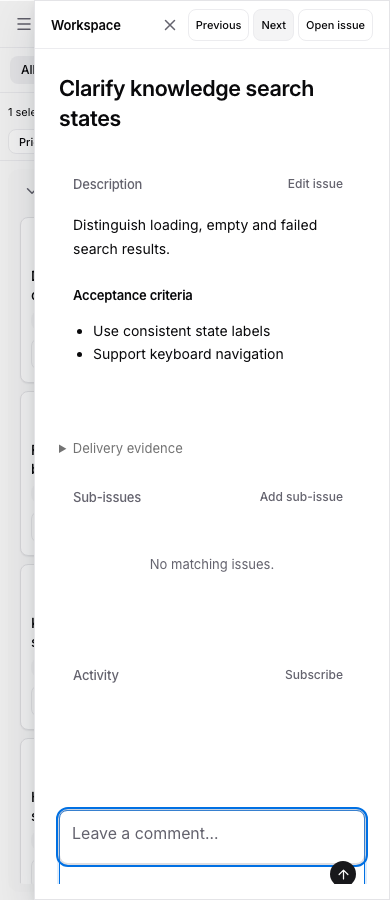 Workspace
Previous
Next
Open issue
All
1 sele
Pri
Clarify knowledge search
states
Description
Edit issue
Distinguish loading, empty and failed
search results.
Acceptance criteria
• Use consistent state labels
• Support keyboard navigation
Delivery evidence
Sub-issues
Add sub-issue
No matching issues.
Activity
Subscribe
Leave a comment...